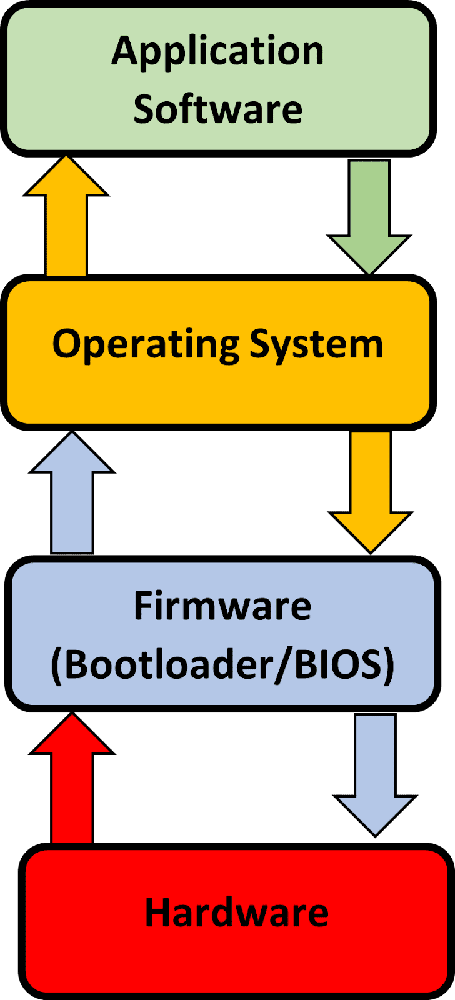 Application
Software
Operating System
Firmware
(Bootloader/BIOS)
Hardware